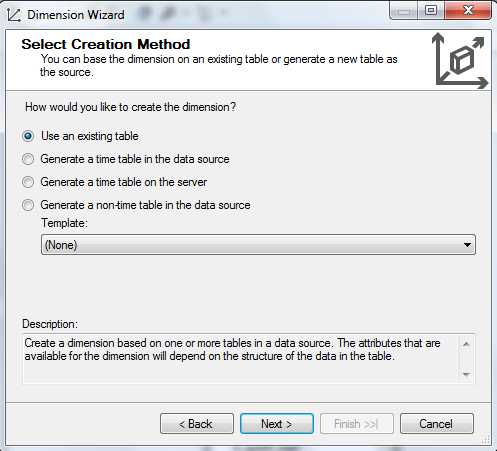 Dimension Wizard
Select Creation Method
You can base the dimension on an existing table or generate a new table as
the source.
How would you like to create the dimension?
Use an existing table
Generate a time table in the data source
Generate a time table on the server
Generate a non-time table in the data source
Template:
(None)
Description:
Create a dimension based on one or more tables in a data source. The attributes that are
available for the dimension will depend on the structure of the data in the table.
< Back
Next >
Finish >>|
Cancel